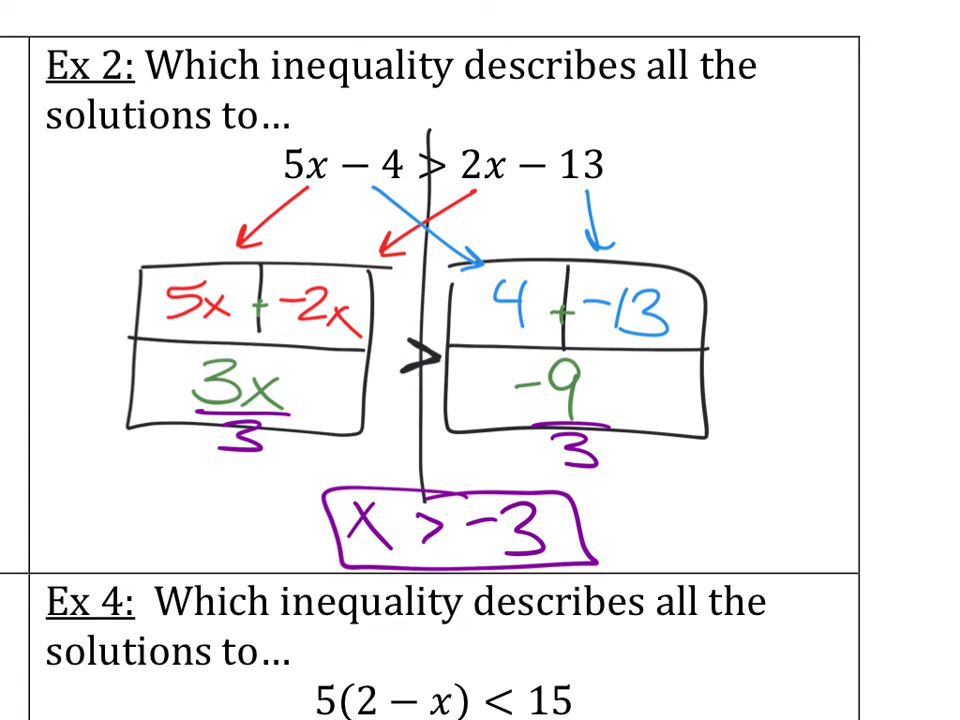 Ex 2: Which inequality describes all the
solutions to…
5x − 4 > 2x − 13
5x + -2x 4 + -13
3x > -9
3 3
x > -3
Ex 4: Which inequality describes all the
solutions to…
5(2 − x) < 15